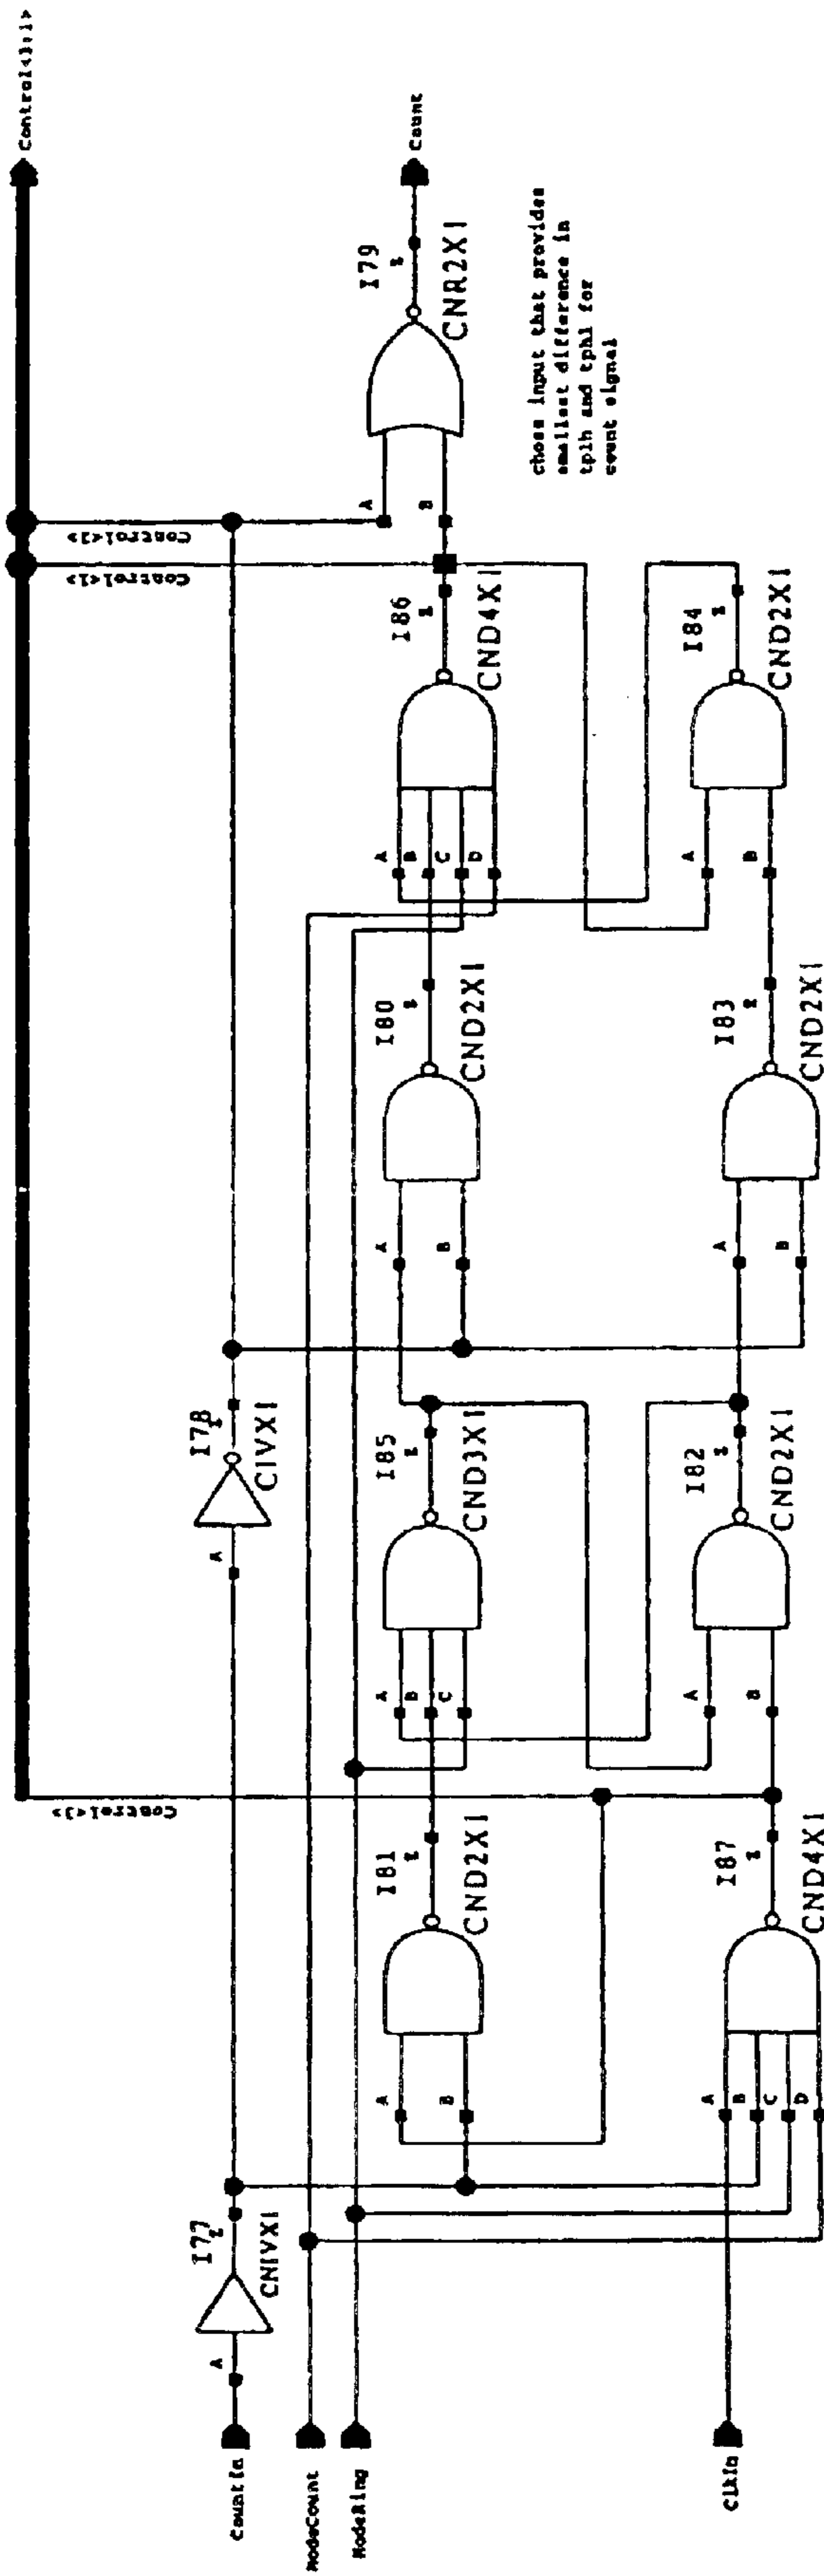 Control<3:1>
Count
I79
Z
CNR2X1
A
B
chose input that provides
smallest difference in
tplh and tphl for
count signal
Control<2>
Control<1>
I86
Z
CND4X1
A
B
C
D
I84
Z
CND2X1
A
B
I80
Z
CND2X1
A
B
I83
Z
CND2X1
A
B
I78
Z
CIVX1
A
I85
Z
CND3X1
A
B
C
I82
Z
CND2X1
A
B
Control<3>
I81
Z
CND2X1
A
B
I87
Z
CND4X1
A
B
C
D
I77
Z
CNIVX1
A
CountIn
ModeCount
ModeRing
ClkIn